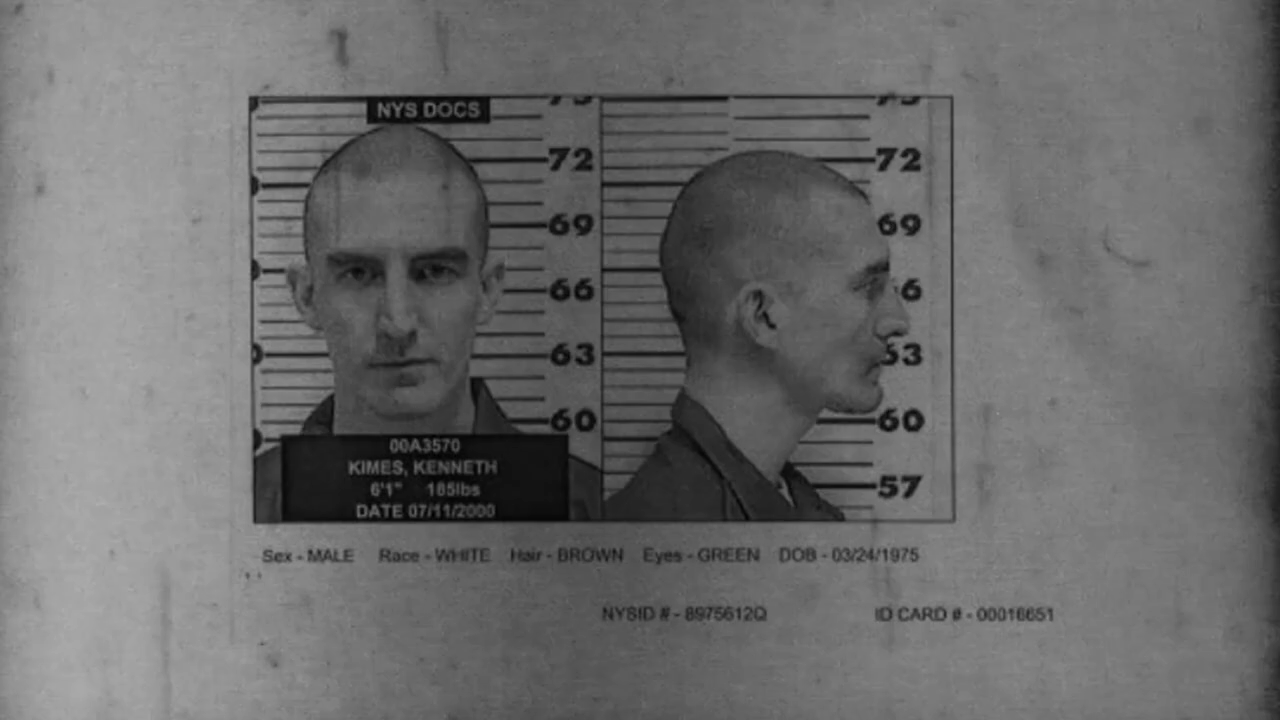 NYS DOCS
72 72
69 69
66 6
63 53
60 60
57
00A3570
KIMES, KENNETH
6'1" 185lbs
DATE 07/11/2000
Sex - MALE Race - WHITE Hair - BROWN Eyes - GREEN DOB - 03/24/1975
NYSID # - 8975612Q ID CARD # - 00016651